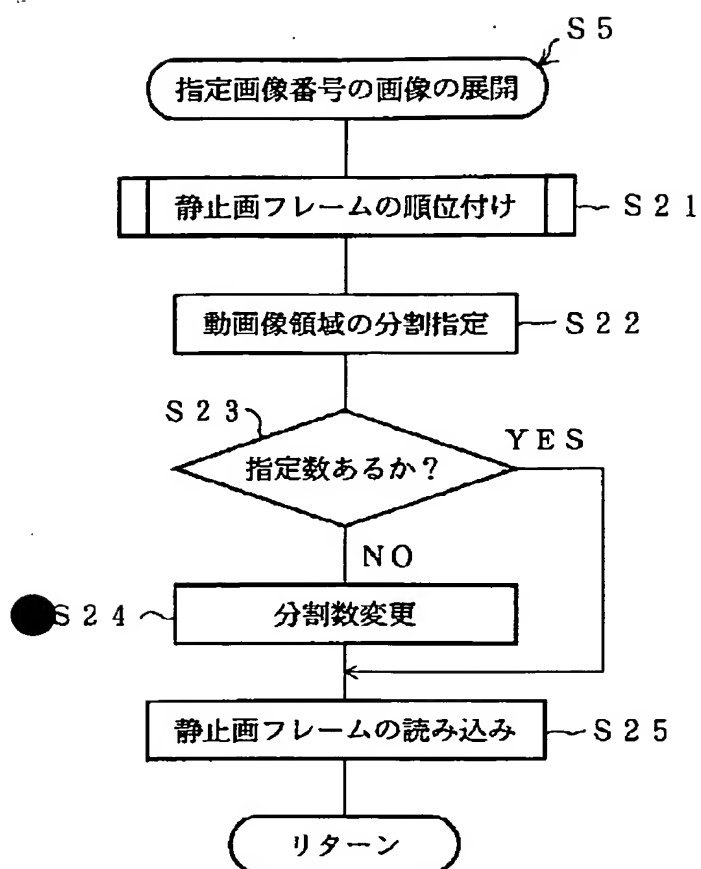 S5
指定画像番号の画像の展開
静止画フレームの順位付け
S21
動画像領域の分割指定
S22
S23
指定数あるか?
YES
NO
S24
分割数変更
静止画フレームの読み込み
S25
リターン